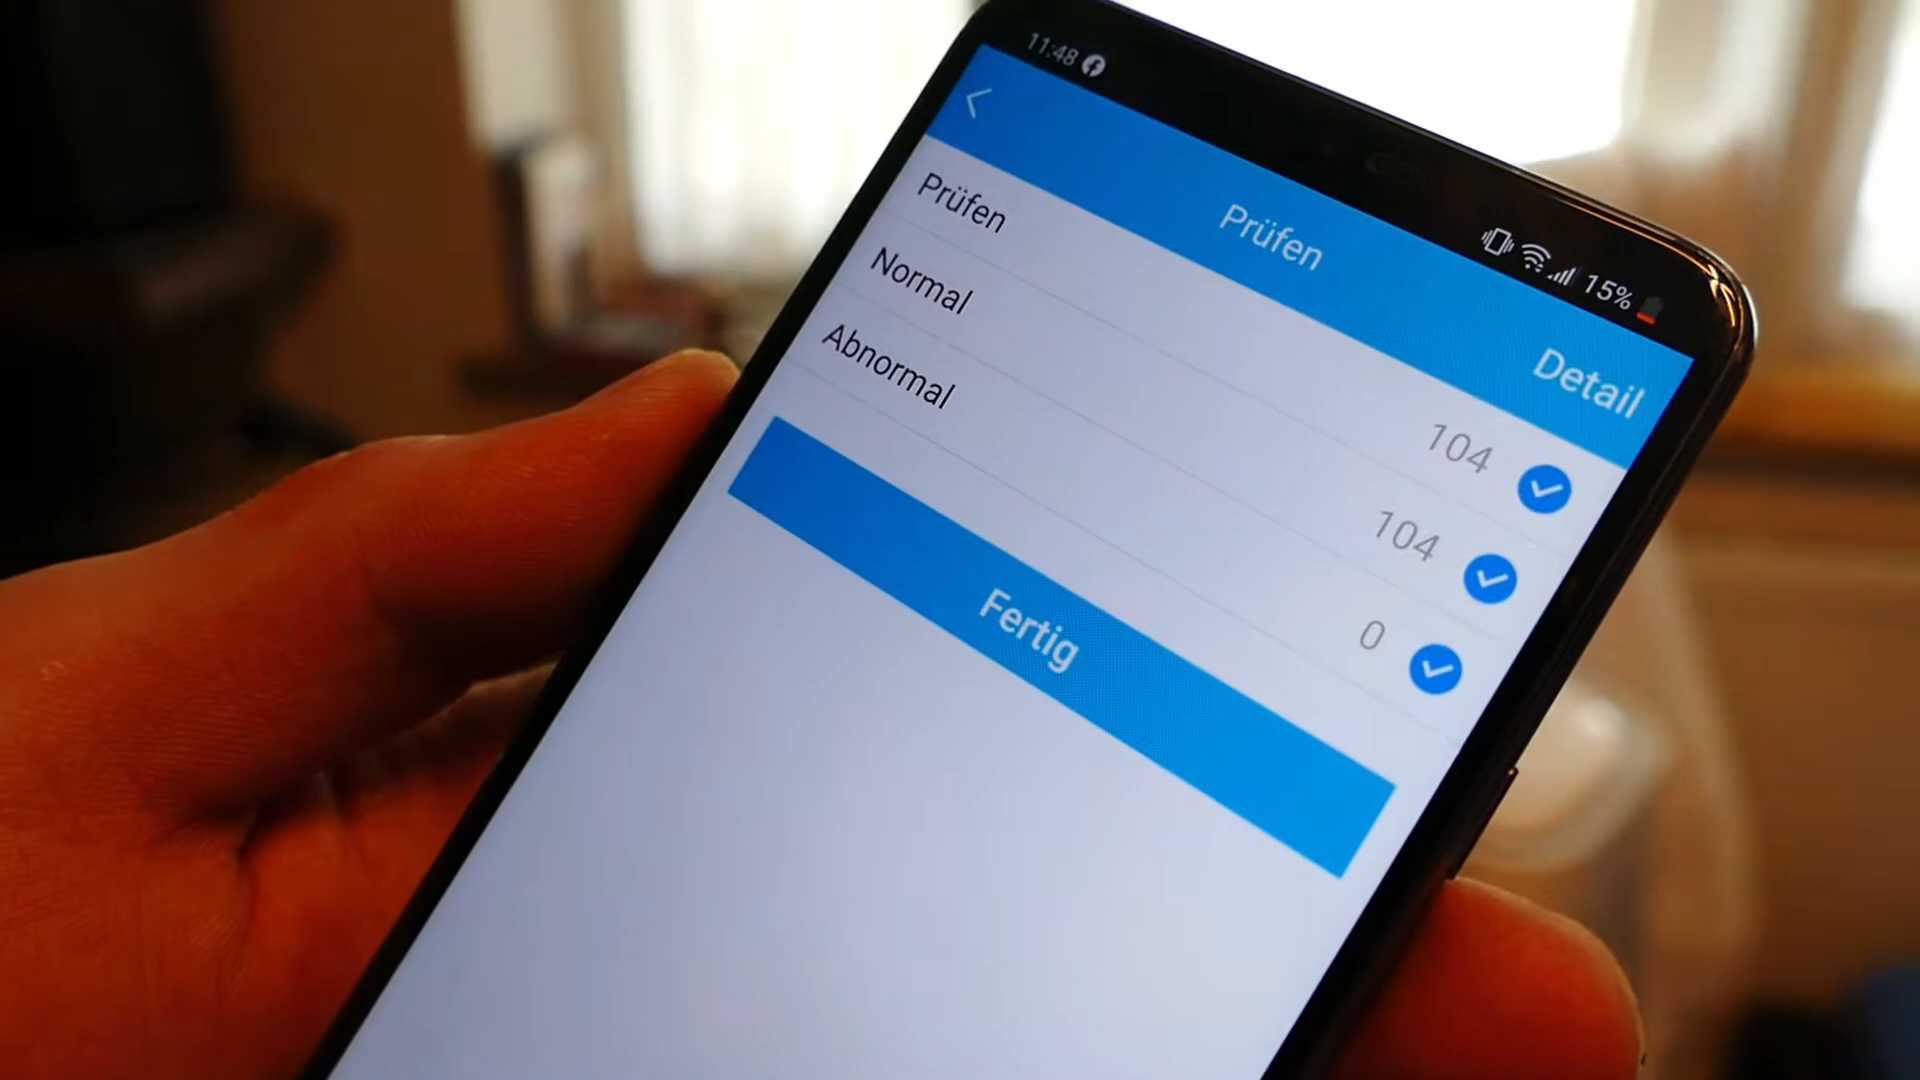 11:48
15%
Prüfen
Detail
Prüfen 104
Normal 104
Abnormal 0
Fertig